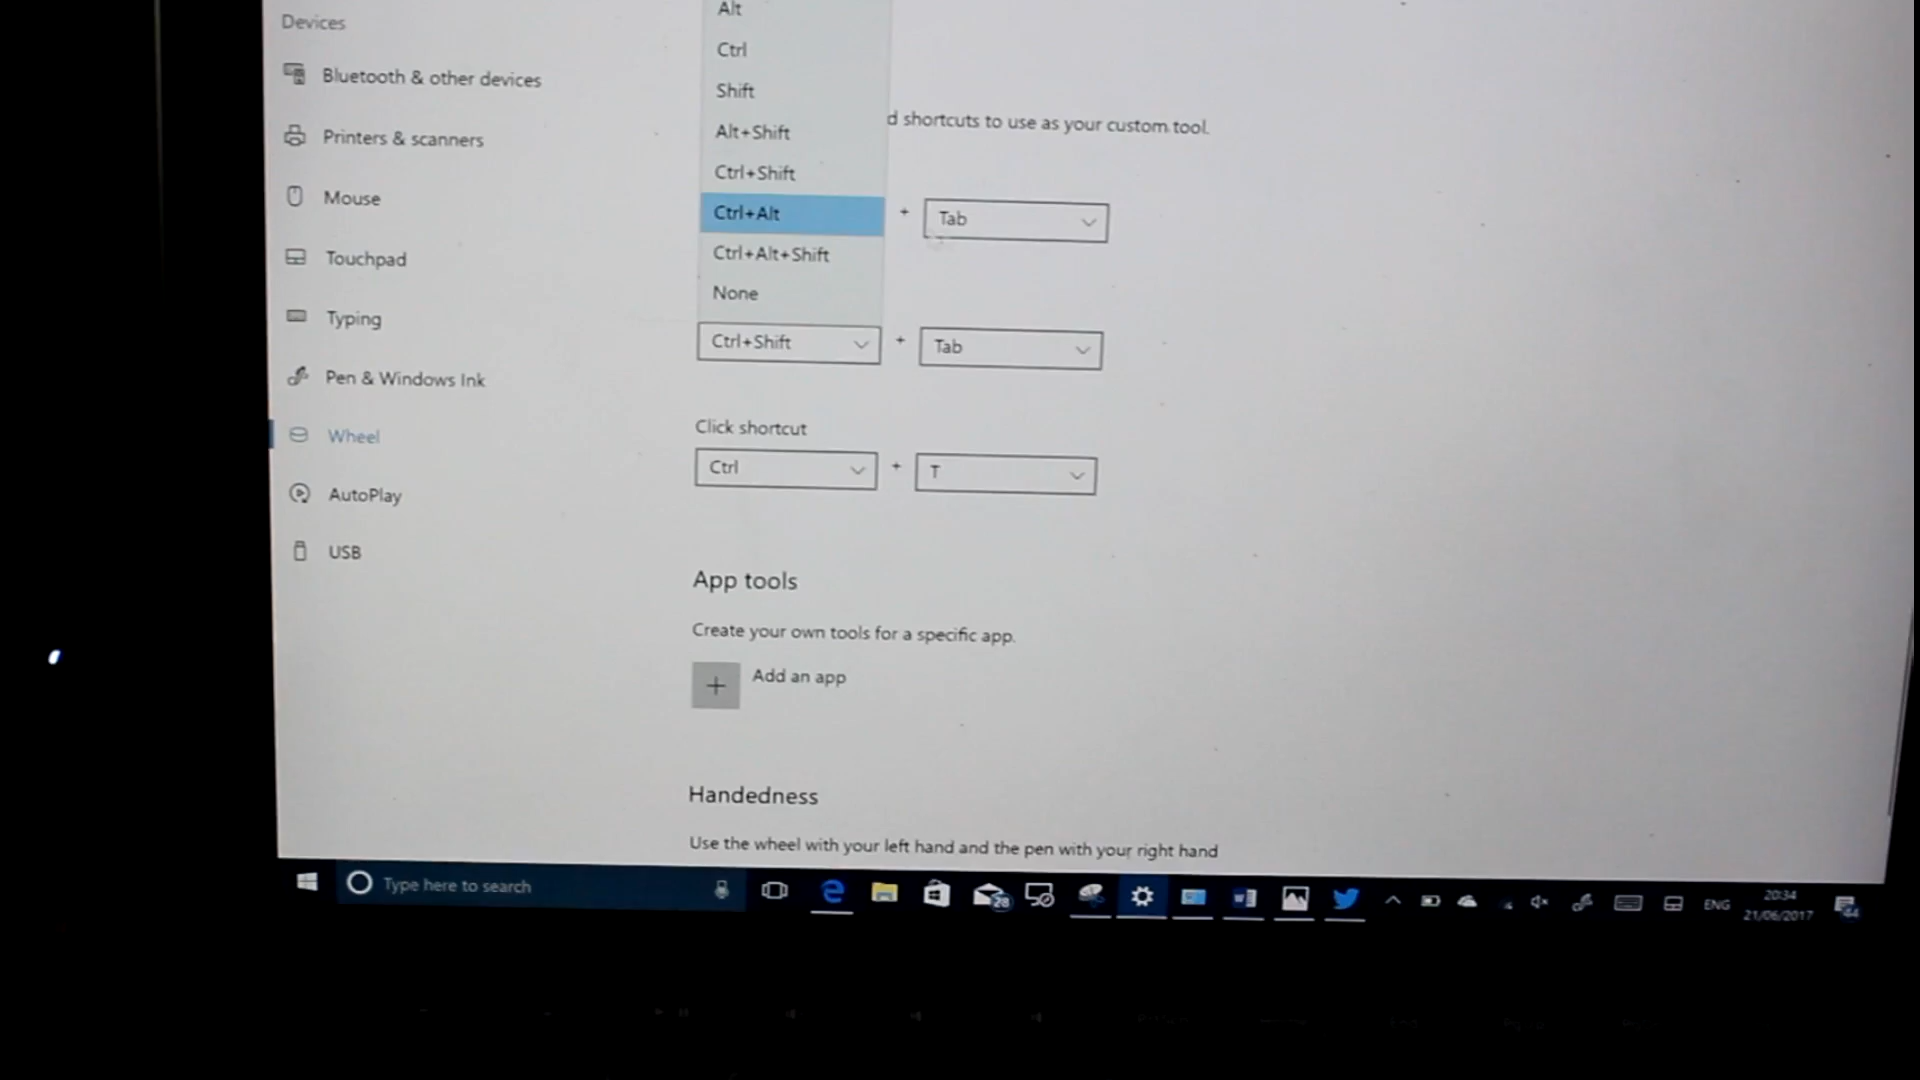 Devices
Bluetooth & other devices
Printers & scanners
Mouse
Touchpad
Typing
Pen & Windows Ink
Wheel
AutoPlay
USB
Alt
Ctrl
Shift
Alt+Shift
Ctrl+Shift
Ctrl+Alt
Ctrl+Alt+Shift
None
d shortcuts to use as your custom tool.
+ Tab
Ctrl+Shift + Tab
Click shortcut
Ctrl + T
App tools
Create your own tools for a specific app.
+ Add an app
Handedness
Use the wheel with your left hand and the pen with your right hand
Type here to search
28
ENG
20:34
21/06/2017
44